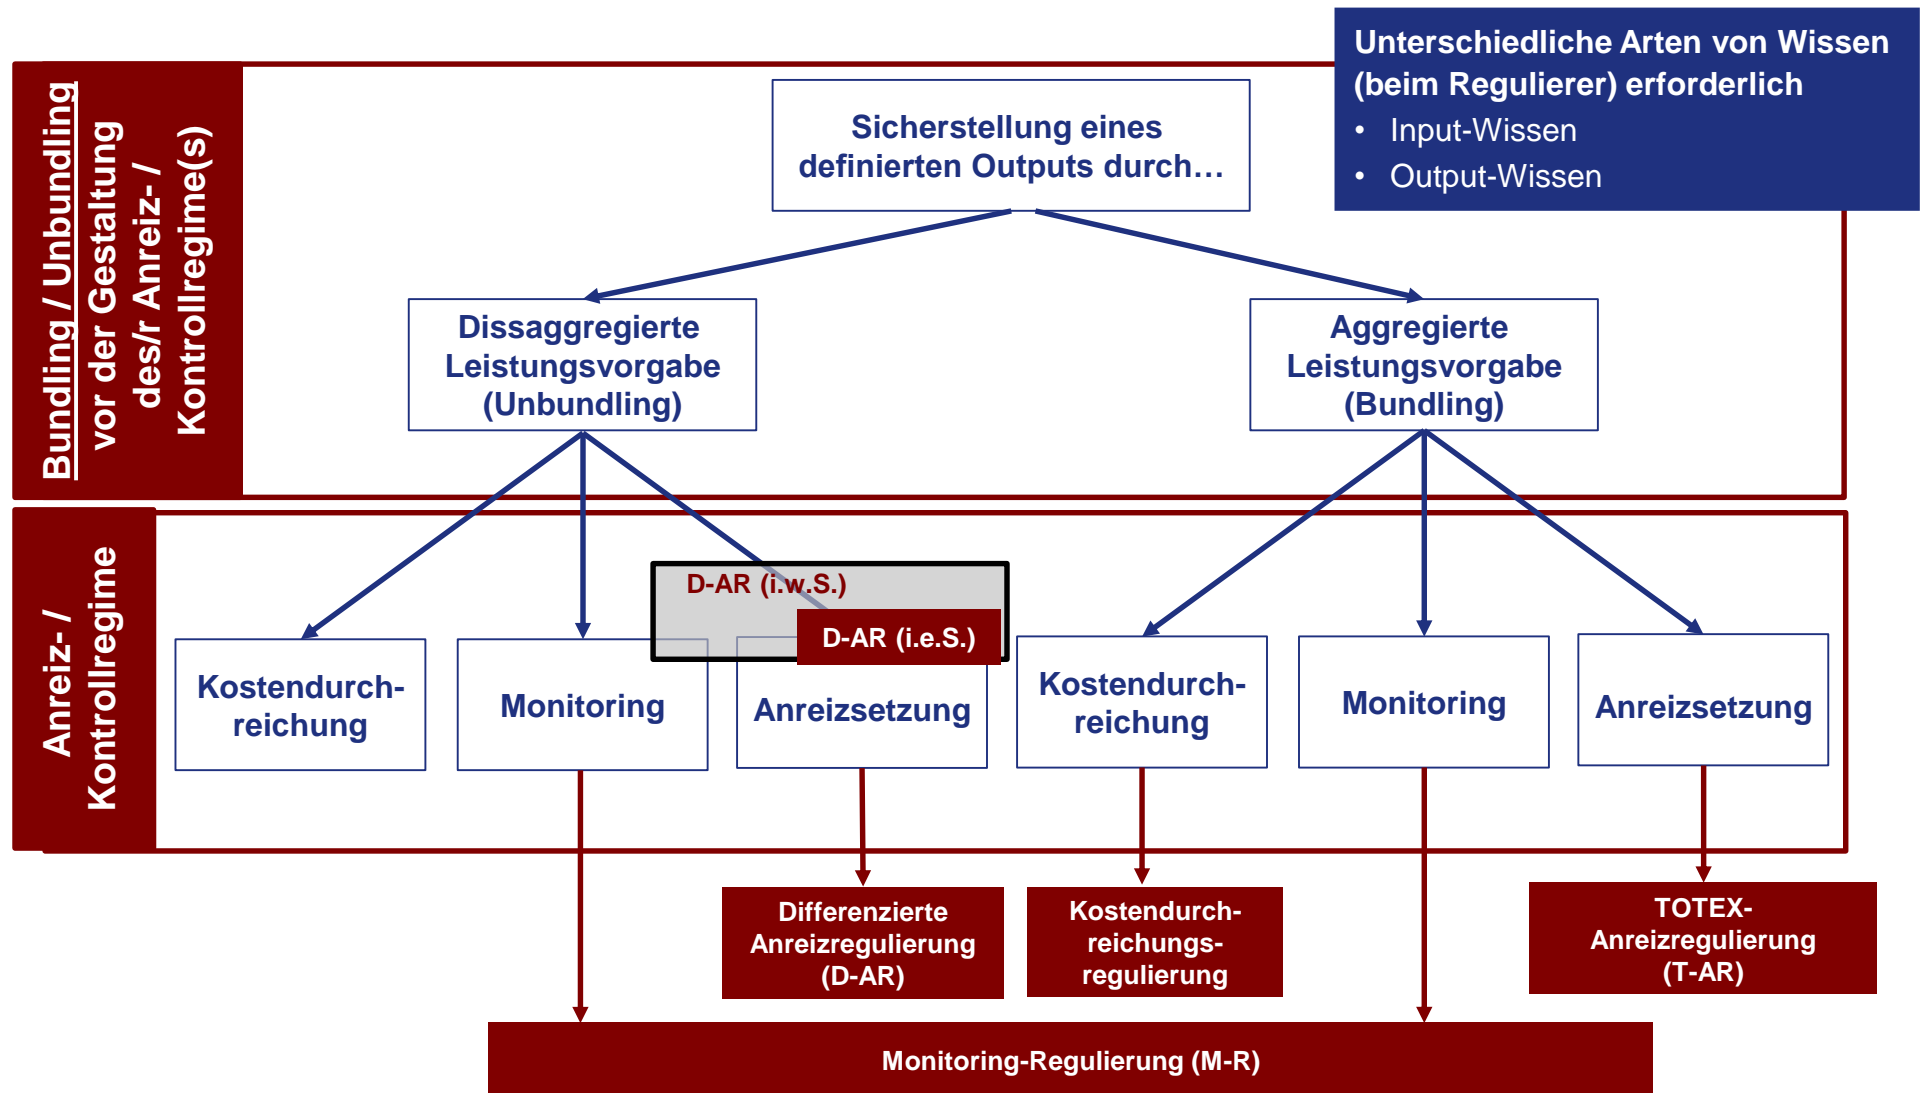 Unterschiedliche Arten von Wissen
(beim Regulierer) erforderlich
• Input-Wissen
• Output-Wissen
Bundling / Unbundling
vor der Gestaltung
des/r Anreiz- /
Kontrollregime(s)
Sicherstellung eines
definierten Outputs durch…
Dissaggregierte
Leistungsvorgabe
(Unbundling)
Aggregierte
Leistungsvorgabe
(Bundling)
Anreiz- /
Kontrollregime
D-AR (i.w.S.)
D-AR (i.e.S.)
Kostendurch-
reichung
Monitoring
Anreizsetzung
Kostendurch-
reichung
Monitoring
Anreizsetzung
Differenzierte
Anreizregulierung
(D-AR)
Kostendurch-
reichungs-
regulierung
TOTEX-
Anreizregulierung
(T-AR)
Monitoring-Regulierung (M-R)